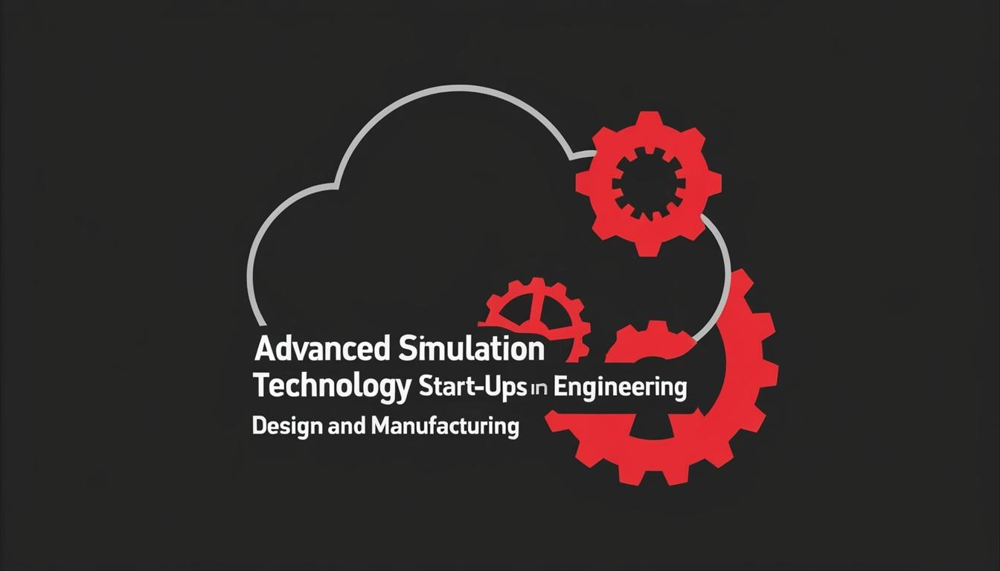 Advanced Simulation
Technology Start-Ups in Engineering
Design and Manufacturing